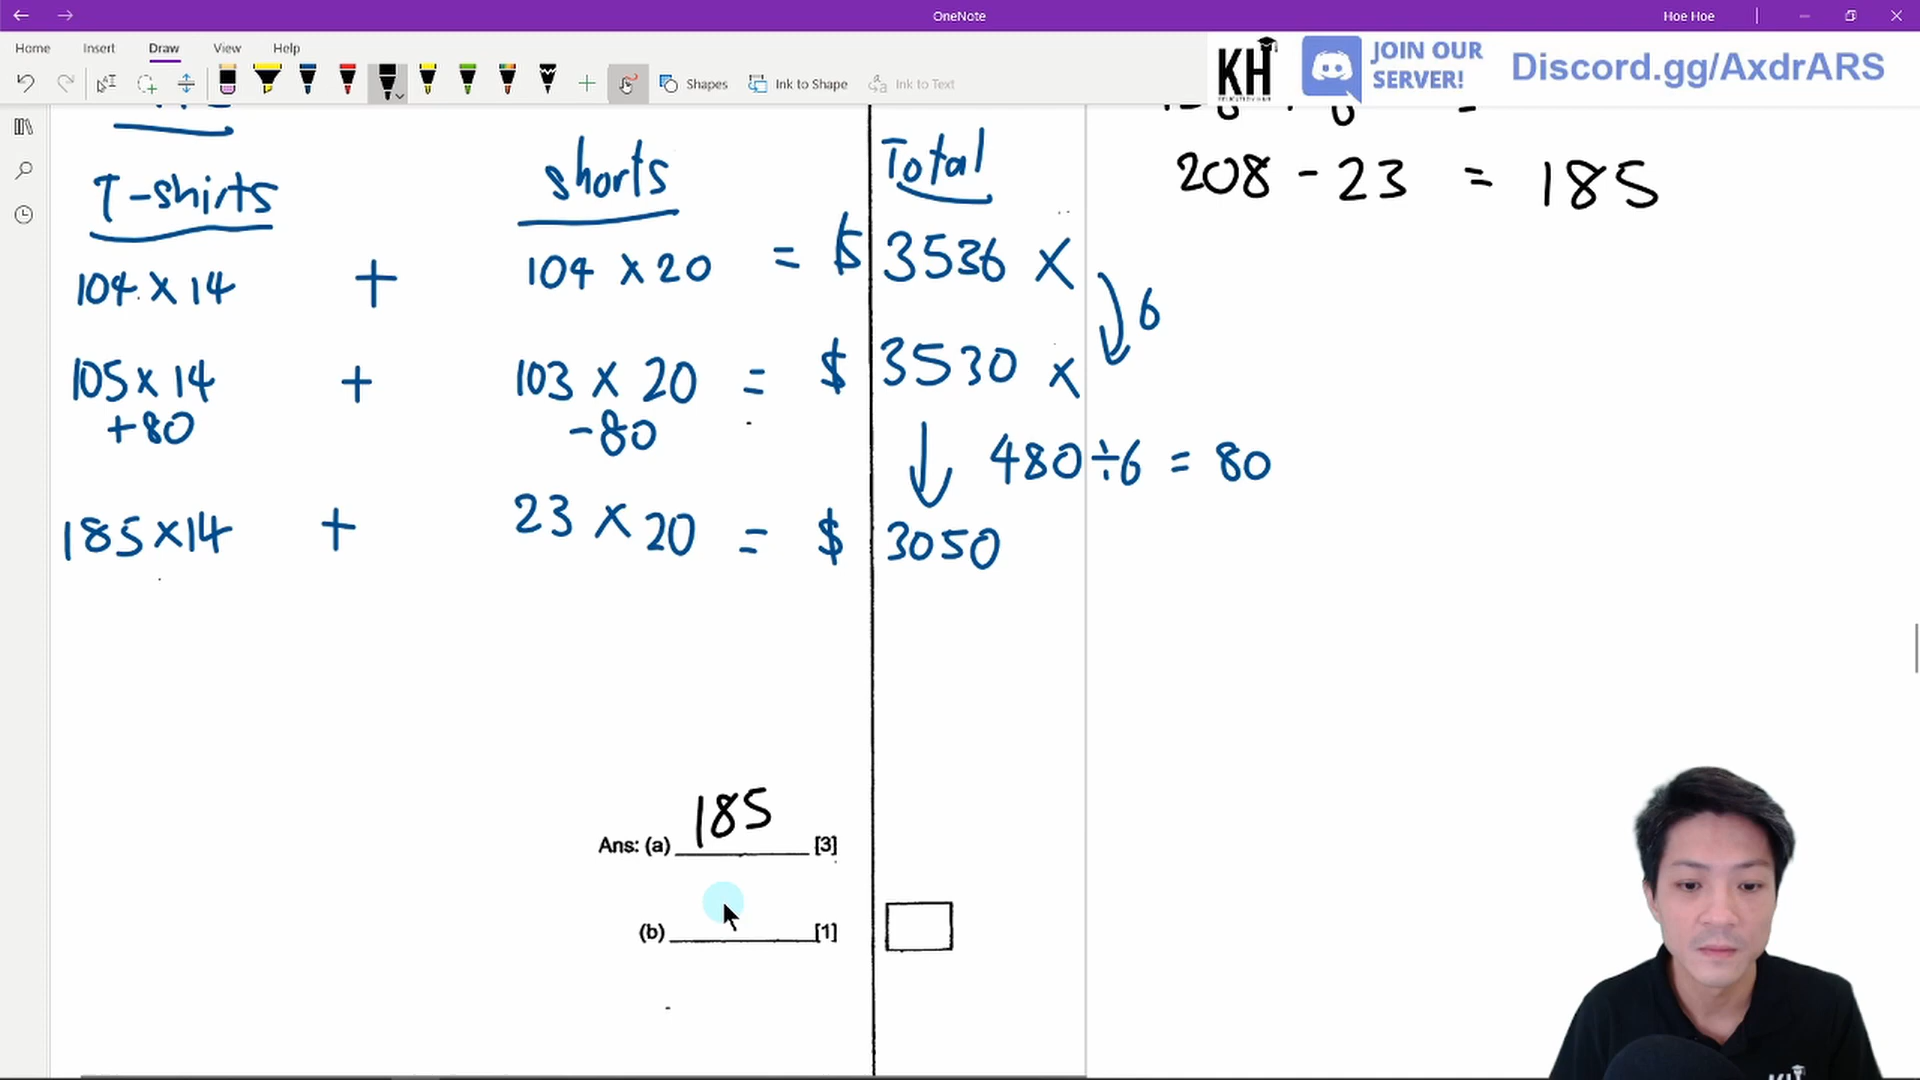 OneNote
Hoe Hoe
Home Insert Draw View Help
Shapes Ink to Shape Ink to Text
KH
JOIN OUR SERVER!
Discord.gg/AxdrARS
T-shirts shorts Total
104 × 14 + 104 × 20 = $ 3536 ×
6
105 × 14 + 103 × 20 = $ 3530 ×
+80 -80
480 ÷ 6 = 80
185 × 14 + 23 × 20 = $ 3050
208 - 23 = 185
Ans: (a) 185 [3]
(b) [1]